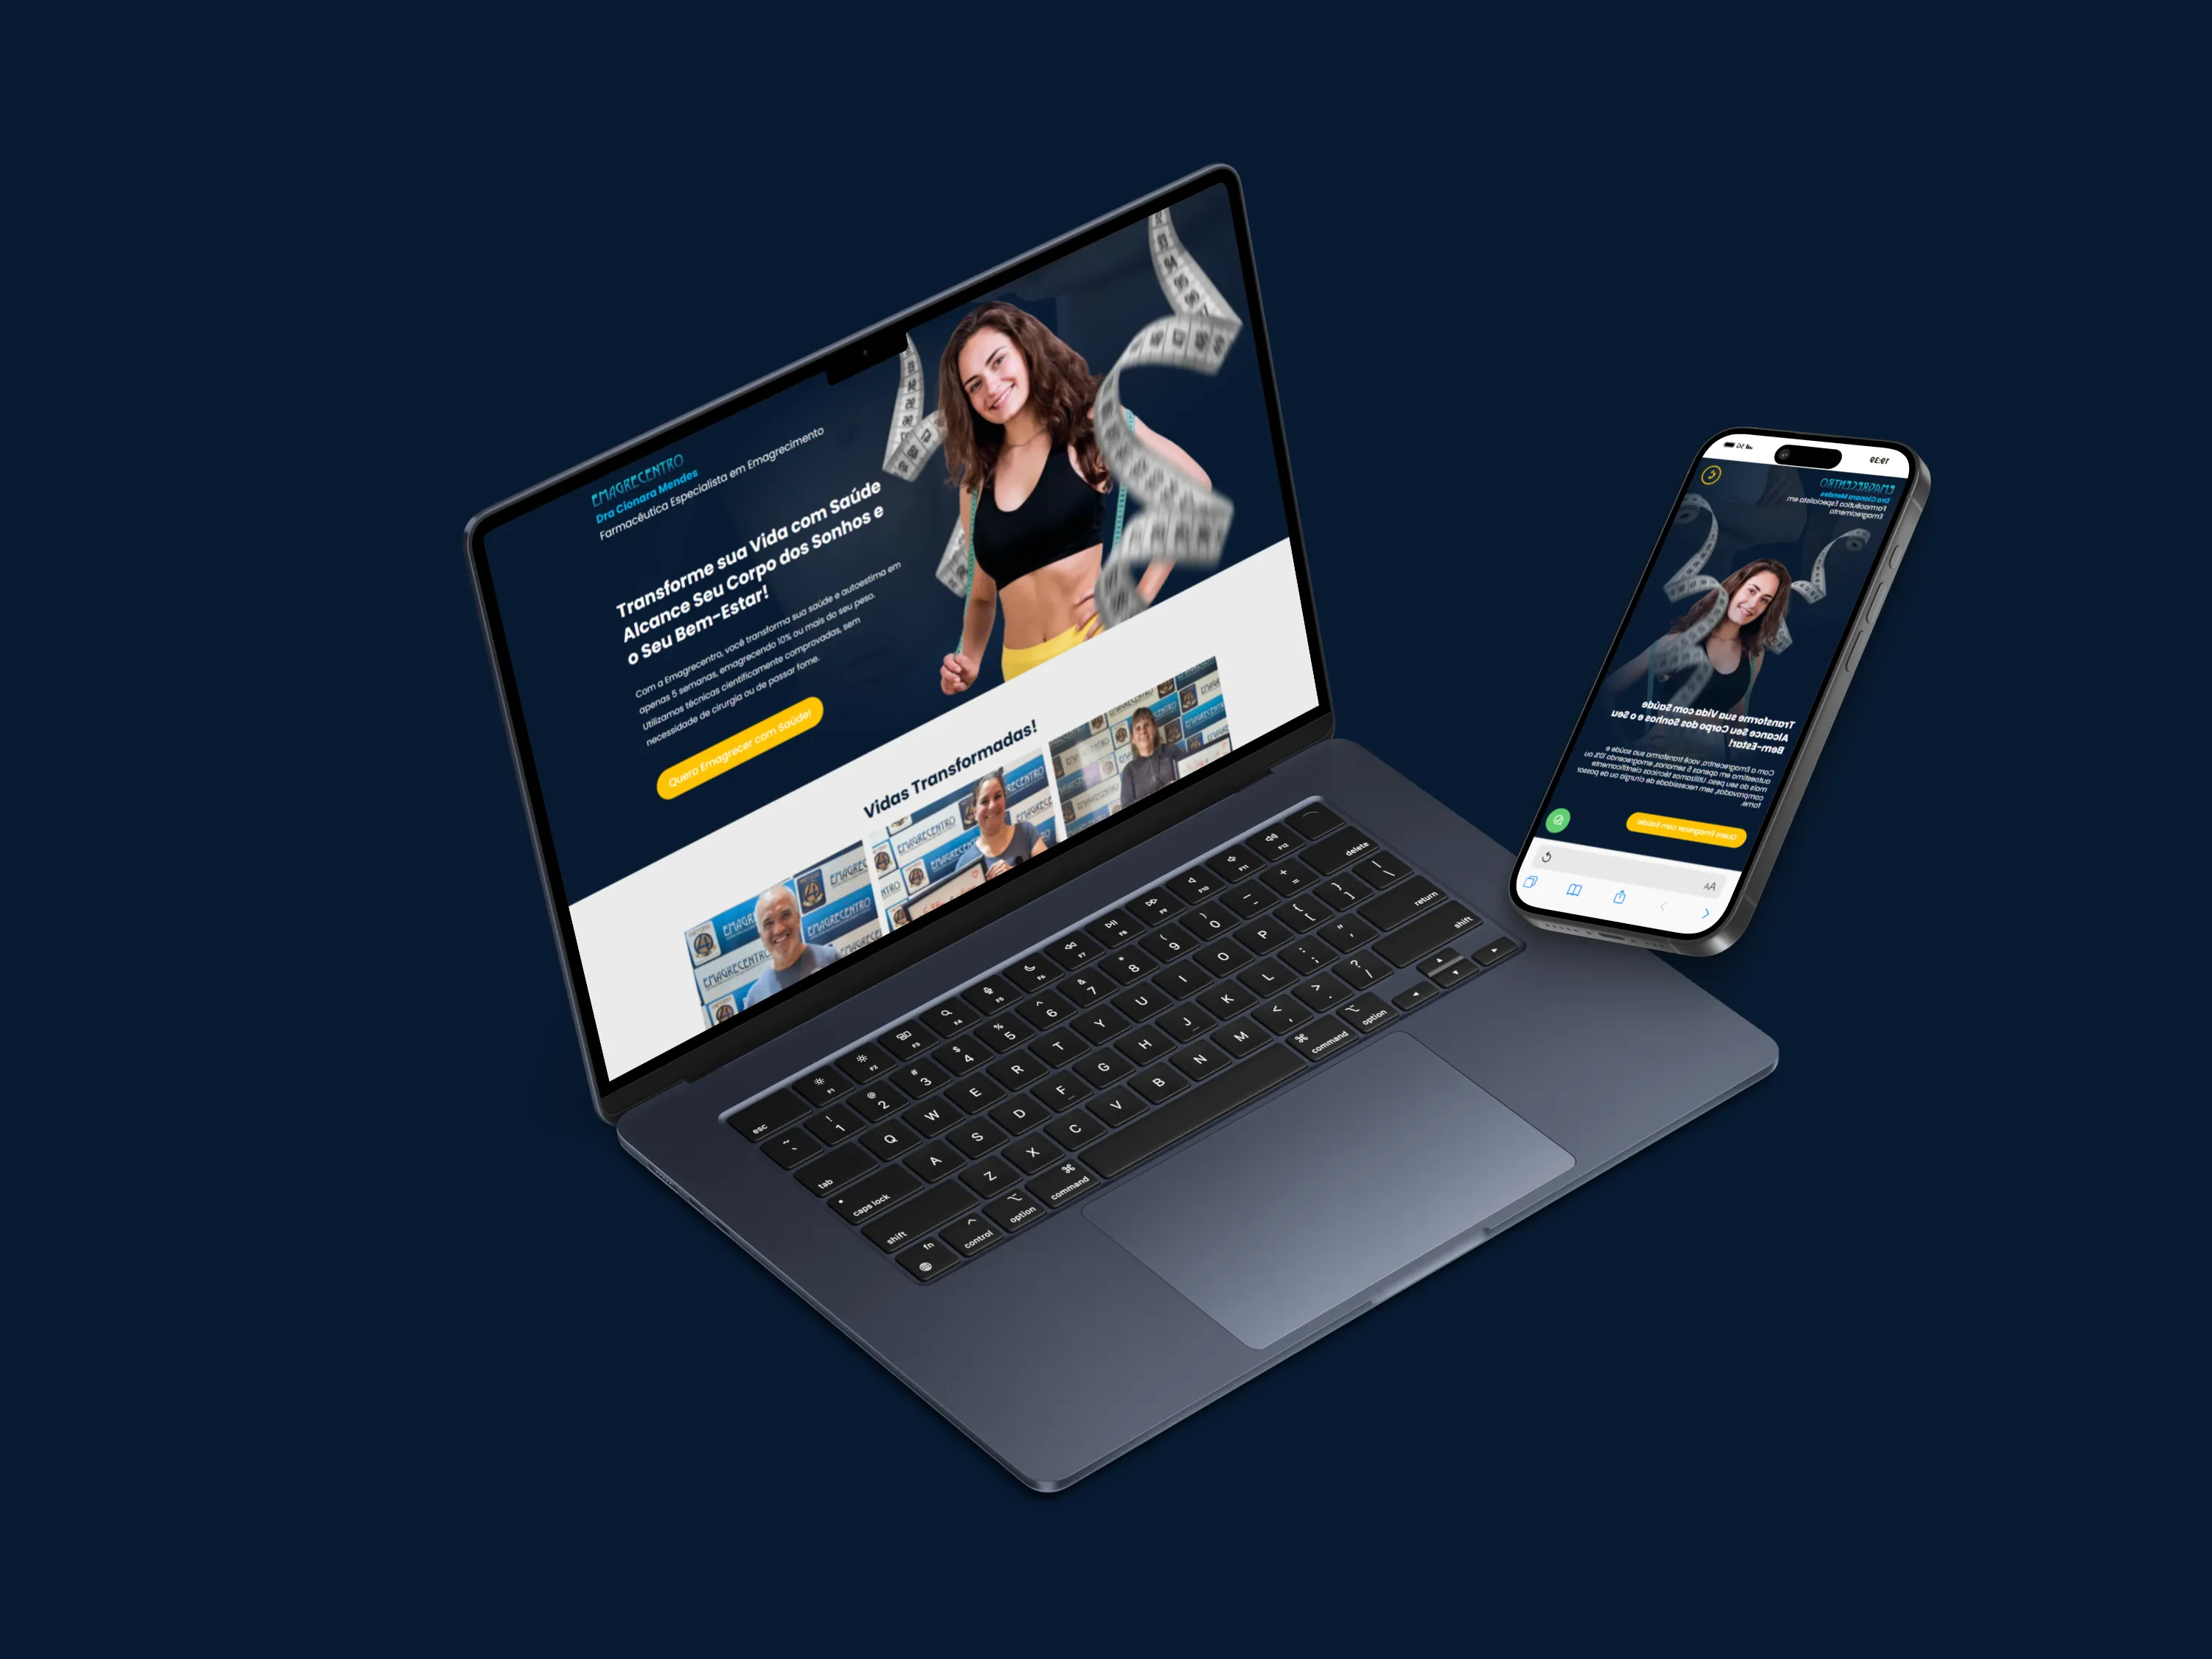 EMAGRECENTRO
Dra Cionara Mendes
Farmacêutica Especialista em Emagrecimento
Transforme sua Vida com Saúde
Alcance Seu Corpo dos Sonhos e
o Seu Bem-Estar!
Com a Emagrecentro, você transforma sua saúde e autoestima em
apenas 5 semanas, emagrecendo 10% ou mais do seu peso.
Utilizamos técnicas cientificamente comprovadas, sem
necessidade de cirurgia ou de passar fome.
Quero Emagrecer com Saúde!
Vidas Transformadas!
EMAGRECENTRO
EMAGRECENTRO
EMAGRECENTRO
EMAGRECENTRO
EMAGRECENTRO
19:39
5G
EMAGRECENTRO
Dra Cionara Mendes
Farmacêutica Especialista em
Emagrecimento
Transforme sua Vida com Saúde
Alcance Seu Corpo dos Sonhos e o Seu
Bem-Estar!
Com a Emagrecentro, você transforma sua saúde e
autoestima em apenas 5 semanas, emagrecendo 10% ou
mais do seu peso. Utilizamos técnicas cientificamente
comprovadas, sem necessidade de cirurgia ou de passar
fome.
Quero Emagrecer com Saúde!
AA
esc F1 F2 F3 F4 F5 F6 F7 F8 F9 F10 F11 F12
~ ` ! 1 @ 2 # 3 $ 4 % 5 ^ 6 & 7 * 8 ( 9 ) 0 _ - + = delete
tab Q W E R T Y U I O P { [ } ] | \
caps lock A S D F G H J K L : ; " ' return
shift Z X C V B N M < , > . ? / shift
fn control option command command option